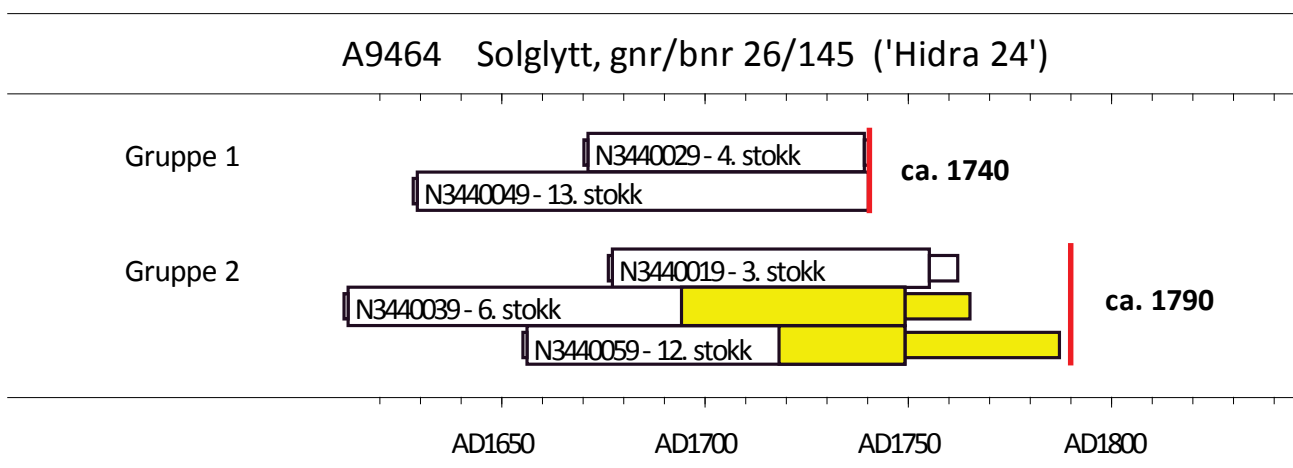 A9464 Solglytt, gnr/bnr 26/145 ('Hidra 24')
Gruppe 1
N3440029 - 4. stokk
N3440049 - 13. stokk
ca. 1740
Gruppe 2
N3440019 - 3. stokk
N3440039 - 6. stokk
N3440059 - 12. stokk
ca. 1790
AD1650 AD1700 AD1750 AD1800